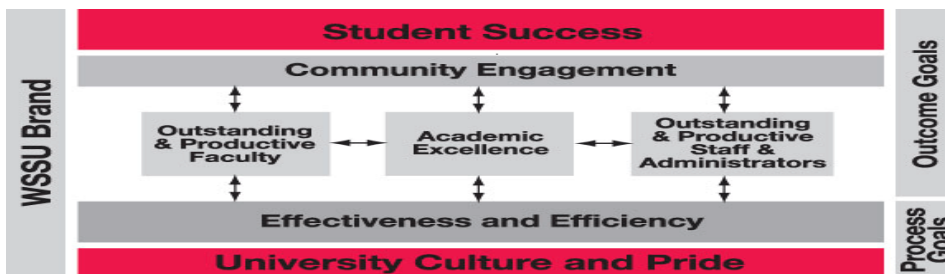 Student Success
Community Engagement
WSSU Brand
Outstanding
& Productive
Faculty
Academic
Excellence
Outstanding
& Productive
Staff &
Administrators
Outcome Goals
Effectiveness and Efficiency
University Culture and Pride
Process
Goals